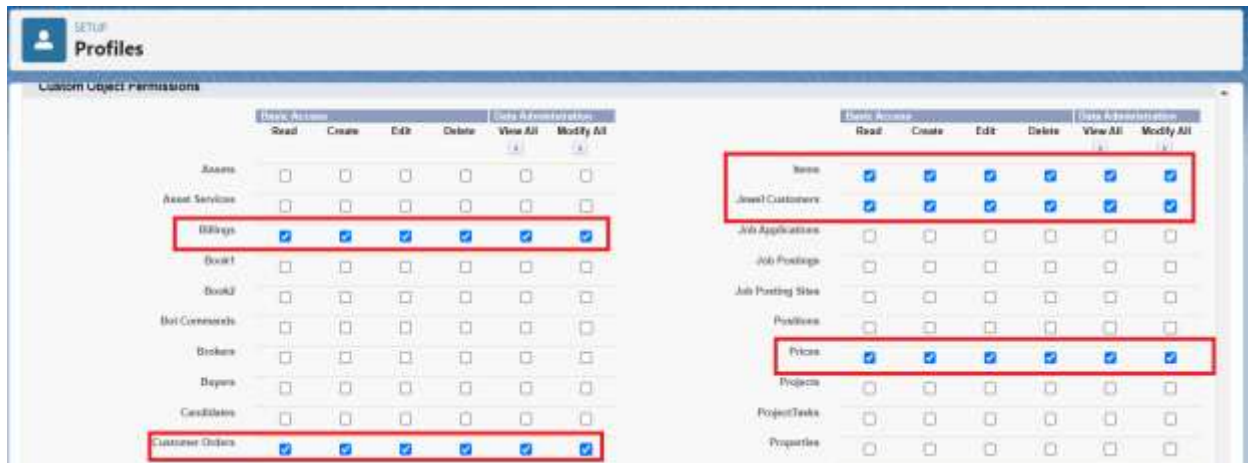 SETUP
Profiles
Custom Object Permissions
Basic Access Data Administration
Read Create Edit Delete View All Modify All
Assets
Asset Services
Billings
Book1
Book2
Bot Commands
Brokers
Buyers
Candidates
Customer Orders
Basic Access Data Administration
Read Create Edit Delete View All Modify All
Items
Jewel Customers
Job Applications
Job Postings
Job Posting Sites
Positions
Prices
Projects
ProjectTasks
Properties